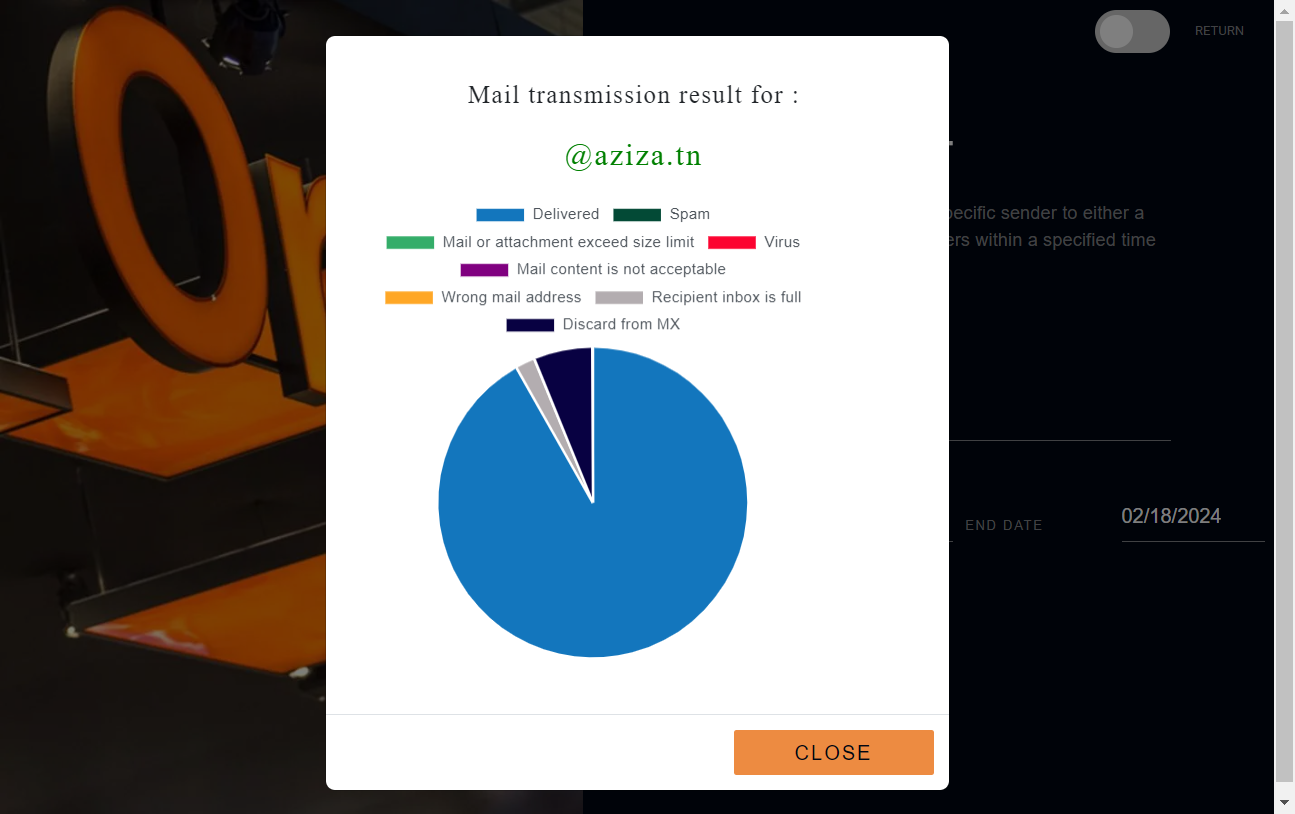 RETURN
Mail transmission result for :
@aziza.tn
Delivered Spam
Mail or attachment exceed size limit Virus
Mail content is not acceptable
Wrong mail address Recipient inbox is full
Discard from MX
sender to either a
within a specified time
END DATE 02/18/2024
CLOSE